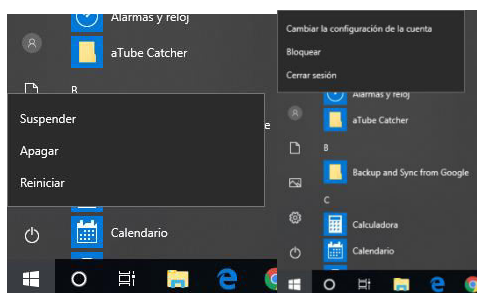 Alarmas y reloj
aTube Catcher
B
Suspender
Apagar
Reiniciar
e
Calendario
Cambiar la configuración de la cuenta
Bloquear
Cerrar sesión
Alarmas y reloj
aTube Catcher
B
Backup and Sync from Google
C
Calculadora
Calendario